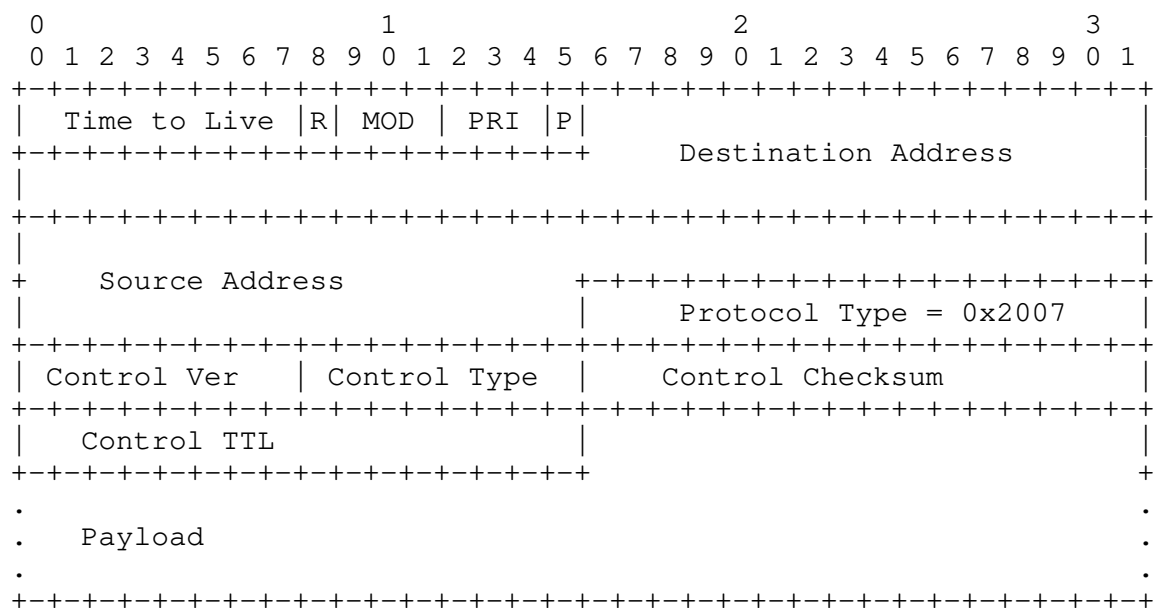 0                   1                   2                   3
0 1 2 3 4 5 6 7 8 9 0 1 2 3 4 5 6 7 8 9 0 1 2 3 4 5 6 7 8 9 0 1
+-+-+-+-+-+-+-+-+-+-+-+-+-+-+-+-+-+-+-+-+-+-+-+-+-+-+-+-+-+-+-+-+
|  Time to Live |R| MOD | PRI |P|                               |
+-+-+-+-+-+-+-+-+-+-+-+-+-+-+-+-+     Destination Address       |
|                                                               |
+-+-+-+-+-+-+-+-+-+-+-+-+-+-+-+-+-+-+-+-+-+-+-+-+-+-+-+-+-+-+-+-+
|                                                               |
+    Source Address             +-+-+-+-+-+-+-+-+-+-+-+-+-+-+-+-+
|                               |     Protocol Type = 0x2007    |
+-+-+-+-+-+-+-+-+-+-+-+-+-+-+-+-+-+-+-+-+-+-+-+-+-+-+-+-+-+-+-+-+
| Control Ver   | Control Type  |    Control Checksum           |
+-+-+-+-+-+-+-+-+-+-+-+-+-+-+-+-+-+-+-+-+-+-+-+-+-+-+-+-+-+-+-+-+
|   Control TTL                 |                               |
+-+-+-+-+-+-+-+-+-+-+-+-+-+-+-+-+                               +
.                                                               .
.   Payload                                                     .
.                                                               .
+-+-+-+-+-+-+-+-+-+-+-+-+-+-+-+-+-+-+-+-+-+-+-+-+-+-+-+-+-+-+-+-+